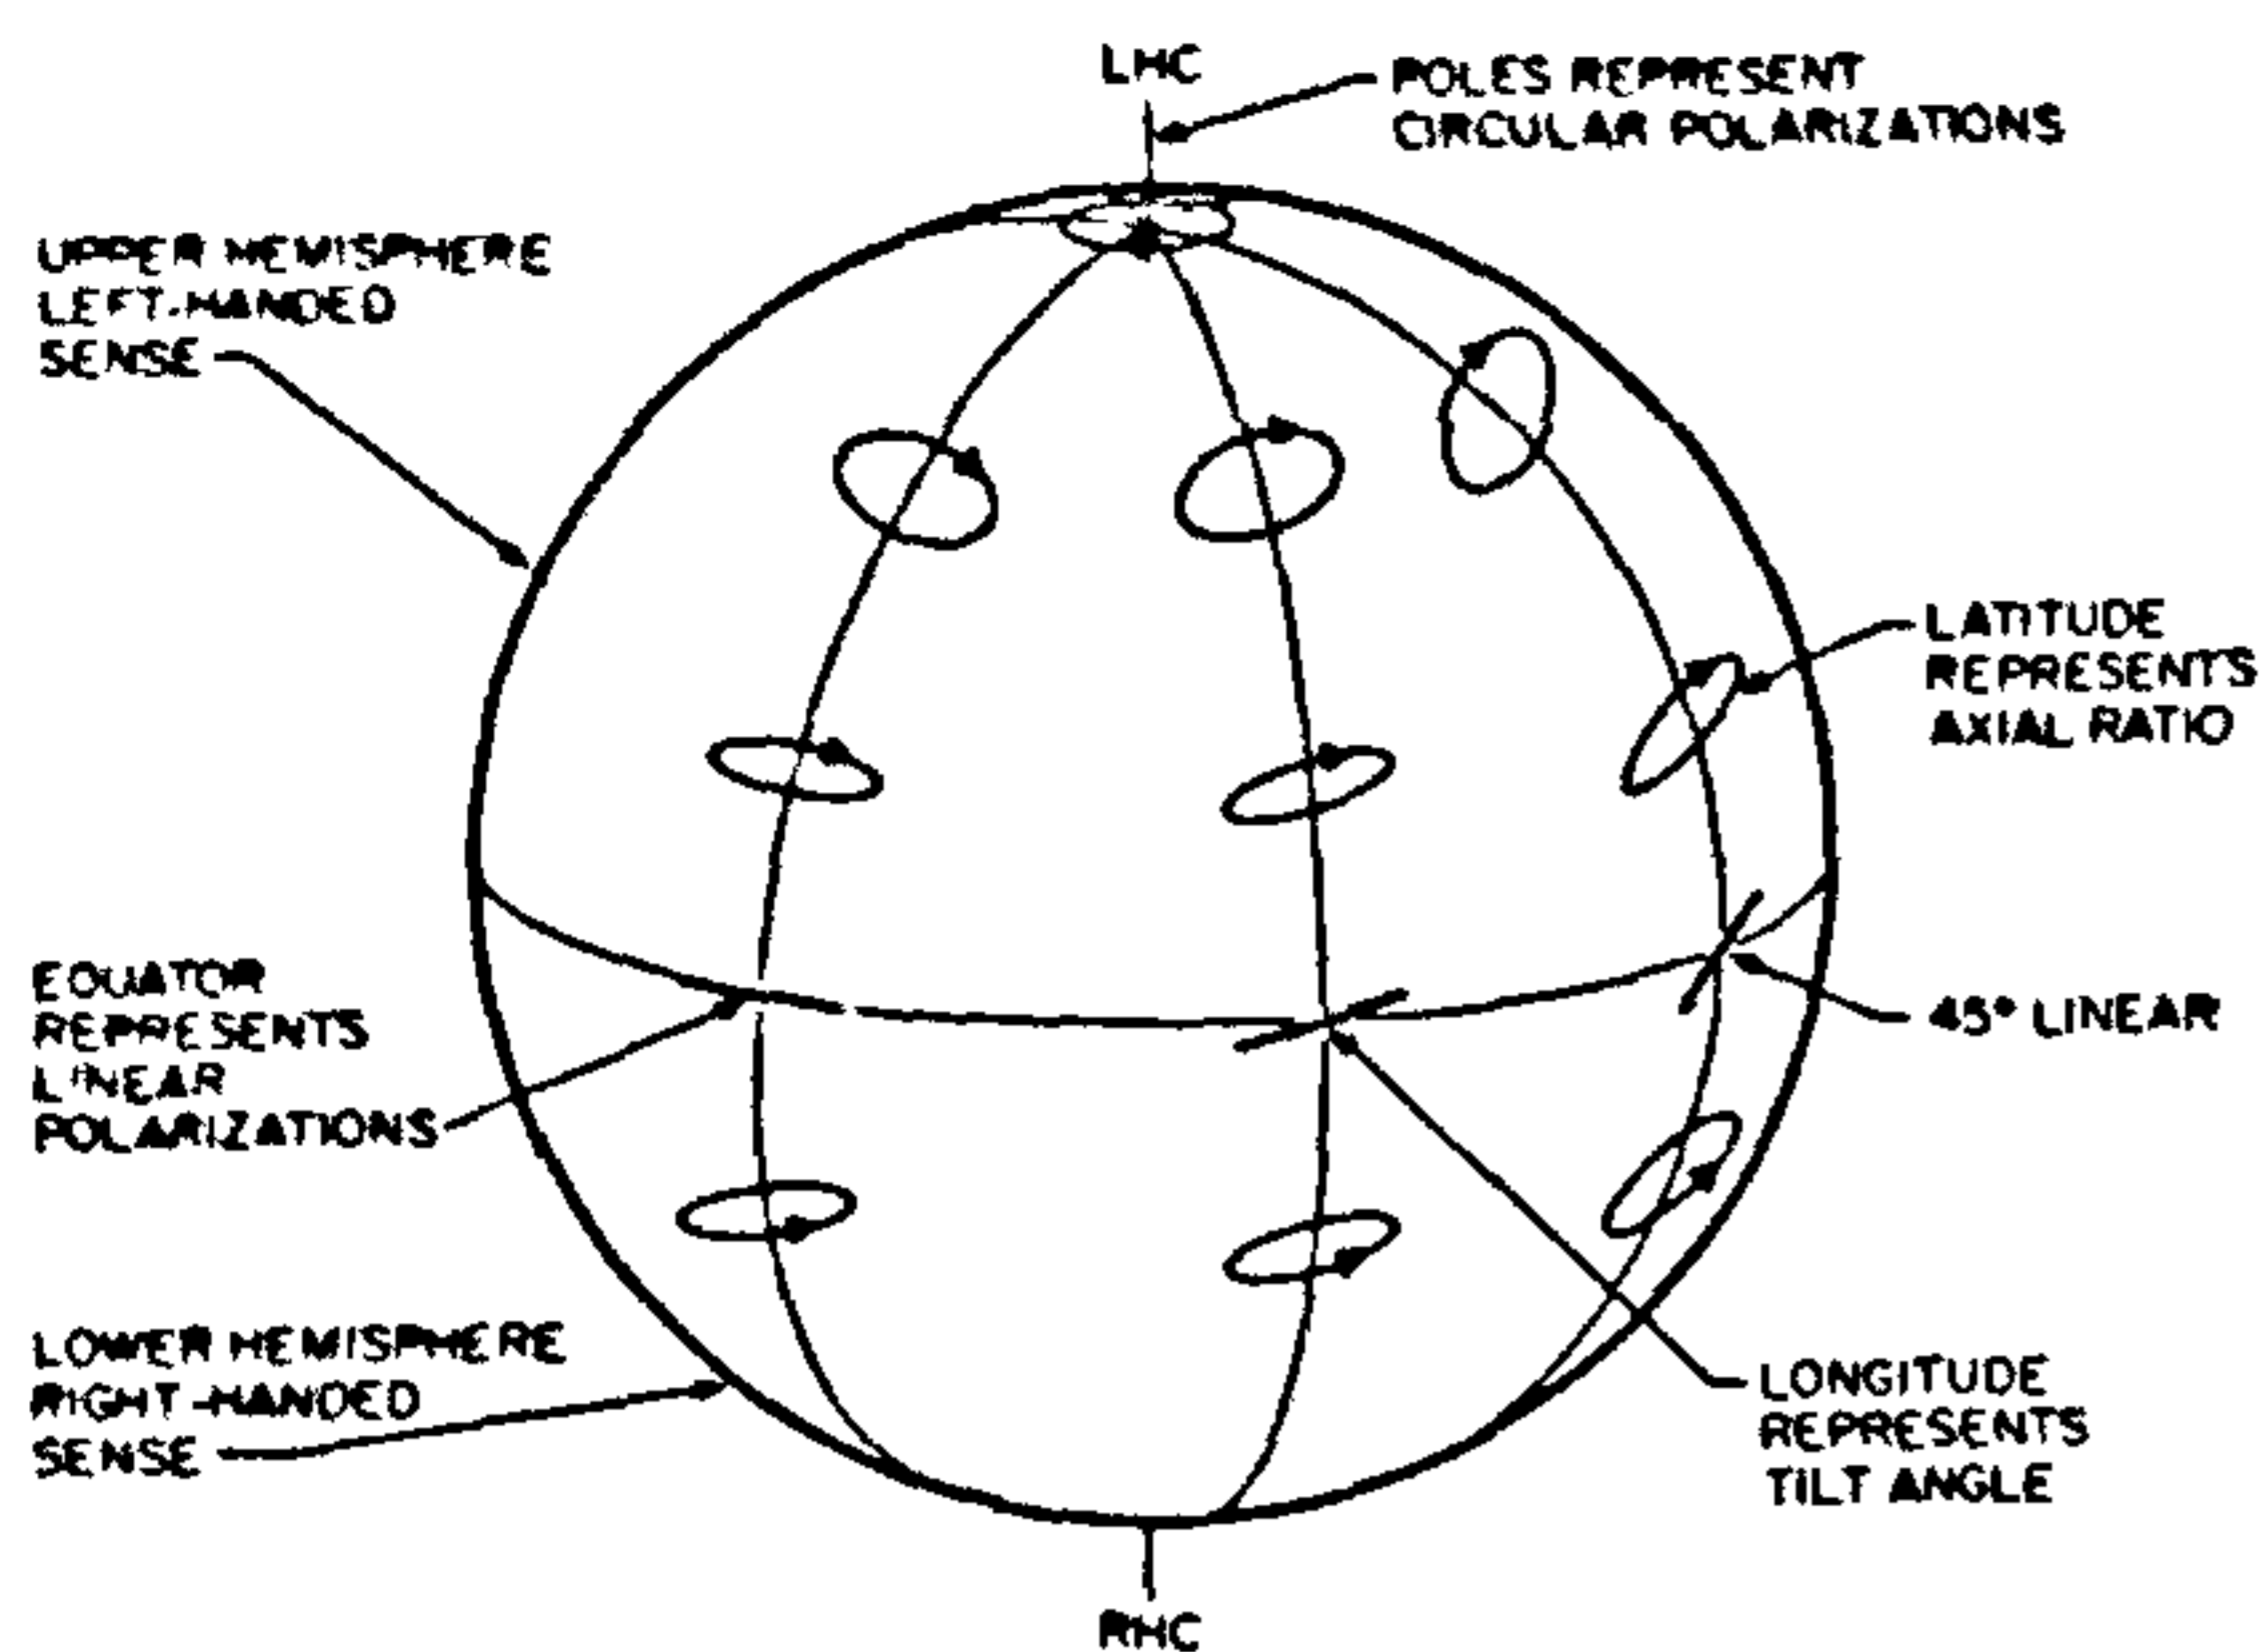 LHC
POLES REPRESENT
CIRCULAR POLARIZATIONS
UPPER HEMISPHERE
LEFT-HANDED
SENSE
LATITUDE
REPRESENTS
AXIAL RATIO
EQUATOR
REPRESENTS
LINEAR
POLARIZATIONS
45° LINEAR
LOWER HEMISPHERE
RIGHT-HANDED
SENSE
LONGITUDE
REPRESENTS
TILT ANGLE
RHC